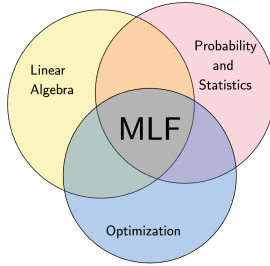 Linear
Algebra
Probability
and
Statistics
MLF
Optimization